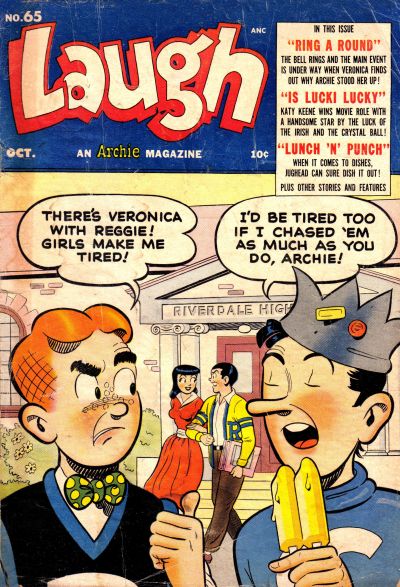 NO. 65
Laugh
ANC
OCT.
AN Archie MAGAZINE
10¢
IN THIS ISSUE
"RING A ROUND"
THE BELL RINGS AND THE MAIN EVENT
IS UNDER WAY WHEN VERONICA FINDS
OUT WHY ARCHIE STOOD HER UP!
"IS LUCKI LUCKY"
KATY KEENE WINS MOVIE ROLE WITH
A HANDSOME STAR BY THE LUCK OF
THE IRISH AND THE CRYSTAL BALL!
"LUNCH 'N' PUNCH"
WHEN IT COMES TO DISHES,
JUGHEAD CAN SURE DISH IT OUT!
PLUS OTHER STORIES AND FEATURES
THERE'S VERONICA
WITH REGGIE!
GIRLS MAKE ME
TIRED!
I'D BE TIRED TOO
IF I CHASED 'EM
AS MUCH AS YOU
DO, ARCHIE!
RIVERDALE HIGH
R